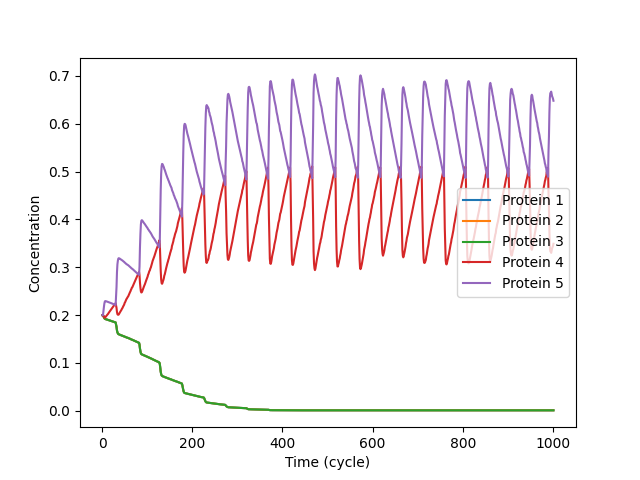 0.7
0.6
0.5
0.4
0.3
0.2
0.1
0.0
Concentration
Protein 1
Protein 2
Protein 3
Protein 4
Protein 5
0
200
400
600
800
1000
Time (cycle)